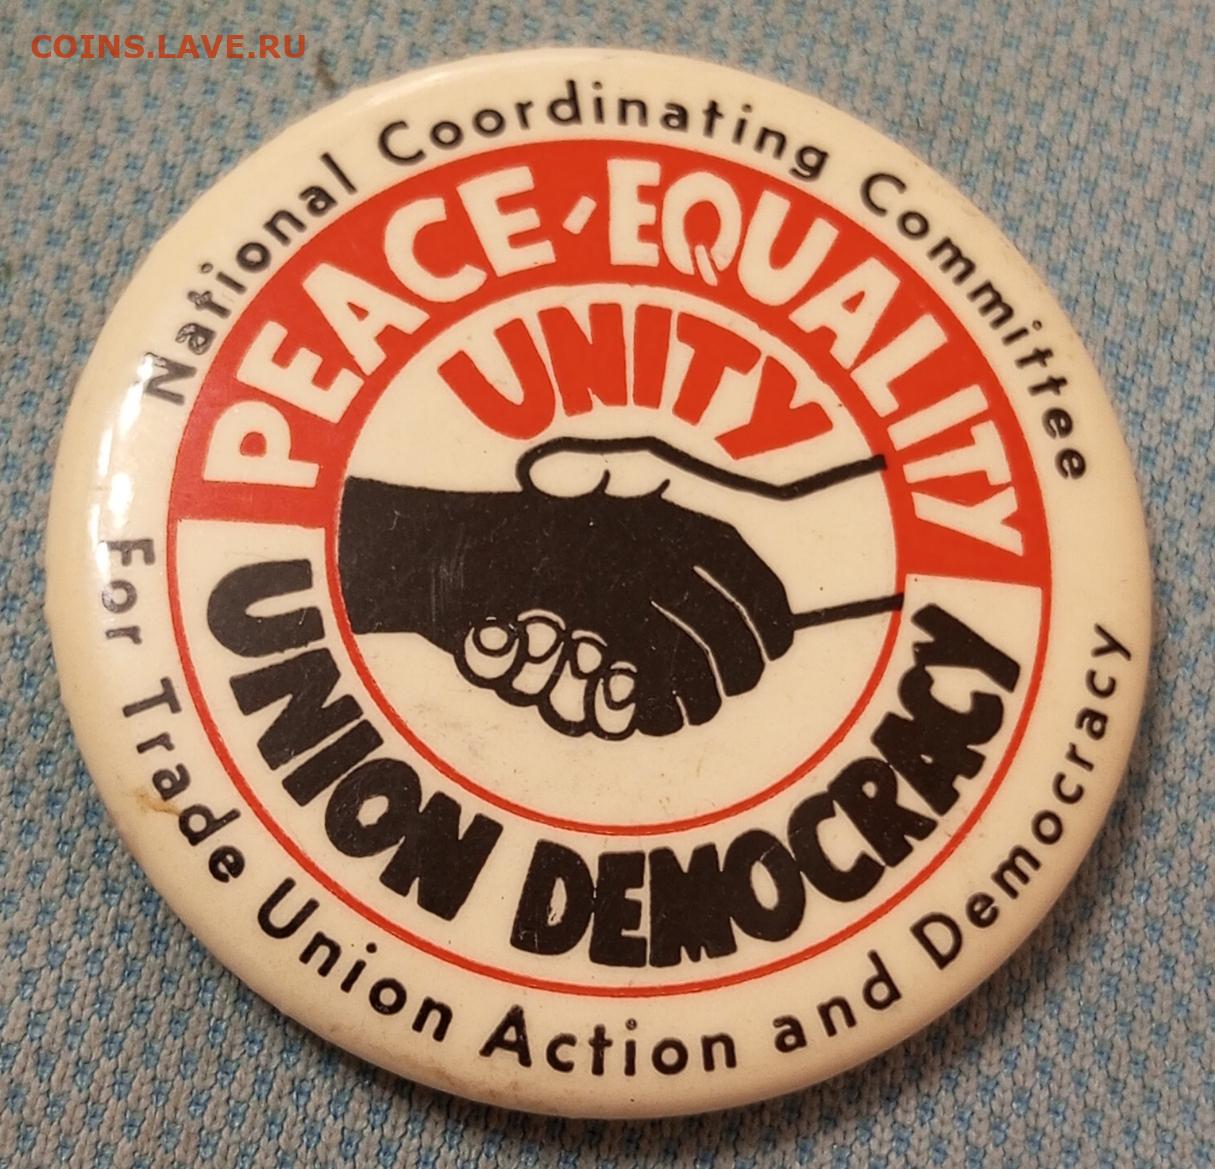 COINS.LAVE.RU
National Coordinating Committee
PEACE-EQUALITY
UNITY
UNION DEMOCRACY
For Trade Union Action and Democracy